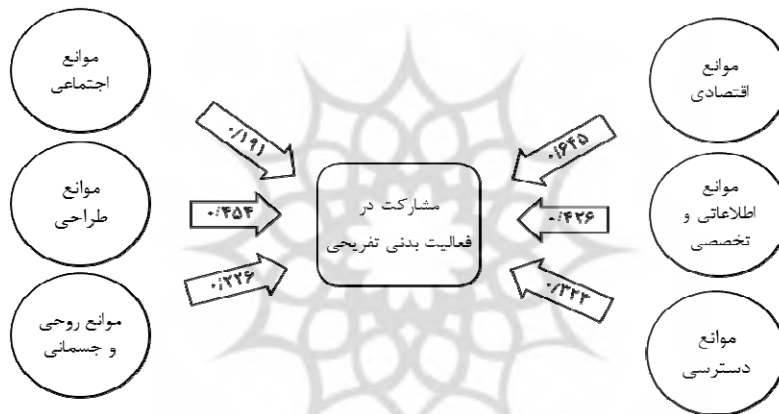 موانع
اقتصادی
موانع
اطلاعاتی و
تخصصی
موانع
دسترسی
۰/۶۴۵
۰/۴۲۶
۰/۳۲۲
مشارکت در
فعالیت بدنی تفریحی
۰/۱۹۱
۰/۴۵۴
۰/۲۲۶
موانع
اجتماعی
موانع
طراحی
موانع روحی
و جسمانی